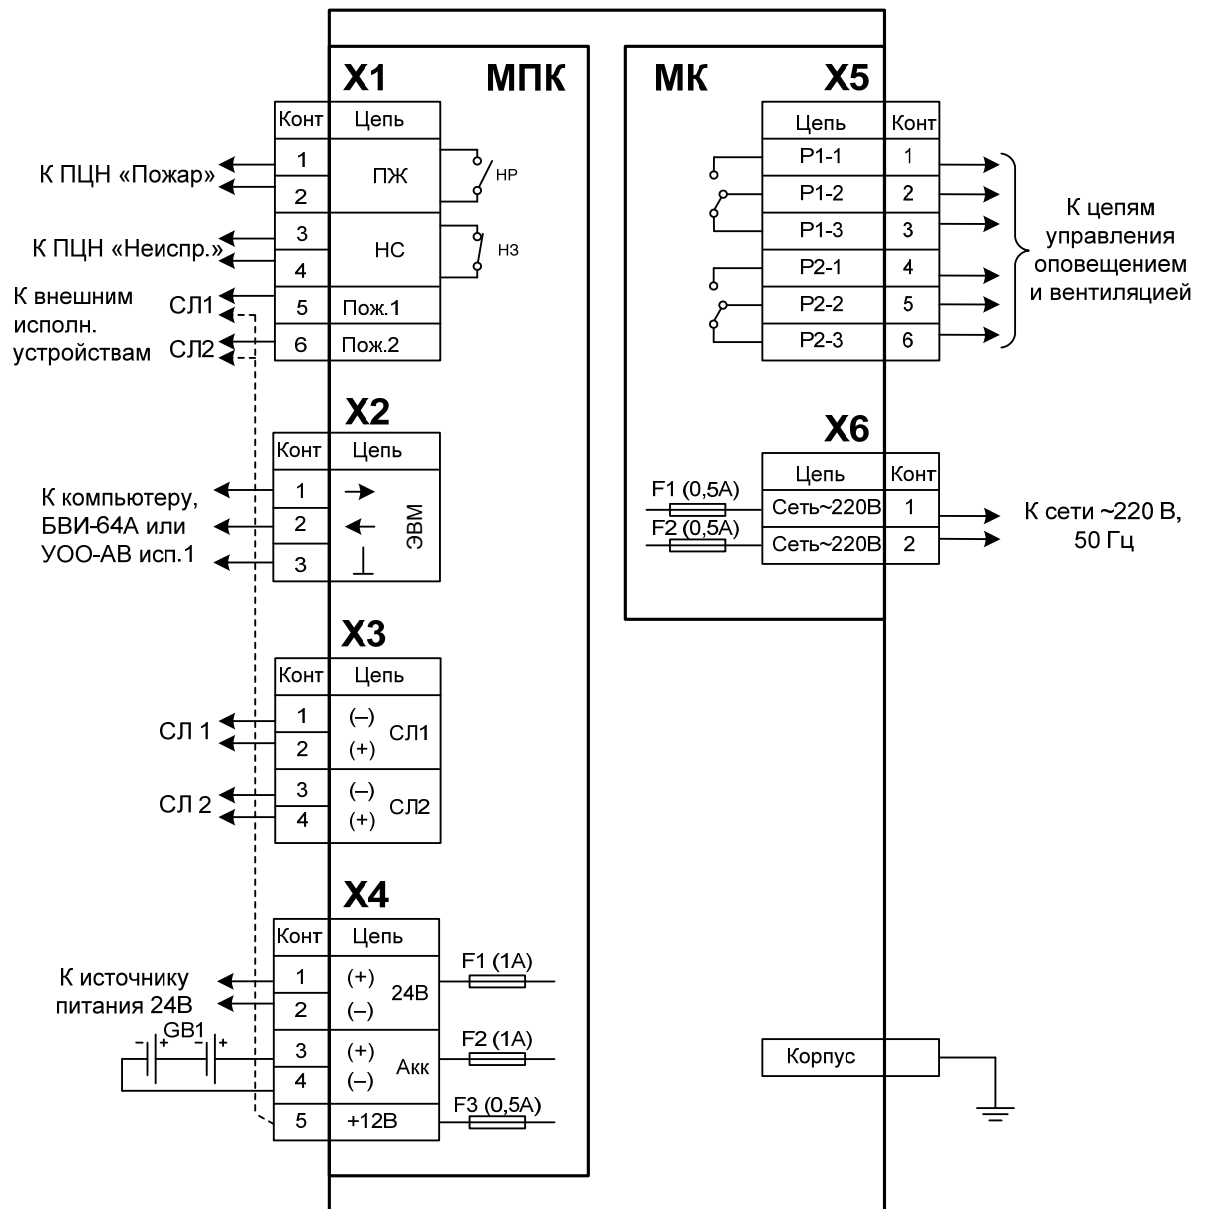 X1 МПК
Конт Цепь
К ПЦН «Пожар»
1
2
ПЖ
НР
К ПЦН «Неиспр.»
3
4
НС
НЗ
К внешним
исполн.
устройствам
СЛ1
СЛ2
5 Пож.1
6 Пож.2
X2
Конт Цепь
К компьютеру,
БВИ-64А или
УОО-АВ исп.1
1
2
3
ЭВМ
X3
Конт Цепь
СЛ 1
1 (–)
2 (+)
СЛ1
СЛ 2
3 (–)
4 (+)
СЛ2
X4
Конт Цепь
К источнику
питания 24В
1 (+)
2 (–)
24В
F1 (1А)
GB1
- + - +
3 (+)
4 (–)
Акк
F2 (1А)
5 +12В
F3 (0,5А)
МК X5
Цепь Конт
Р1-1 1
Р1-2 2
Р1-3 3
Р2-1 4
Р2-2 5
Р2-3 6
К цепям
управления
оповещением
и вентиляцией
X6
Цепь Конт
F1 (0,5А)
Сеть~220В 1
F2 (0,5А)
Сеть~220В 2
К сети ~220 В,
50 Гц
Корпус